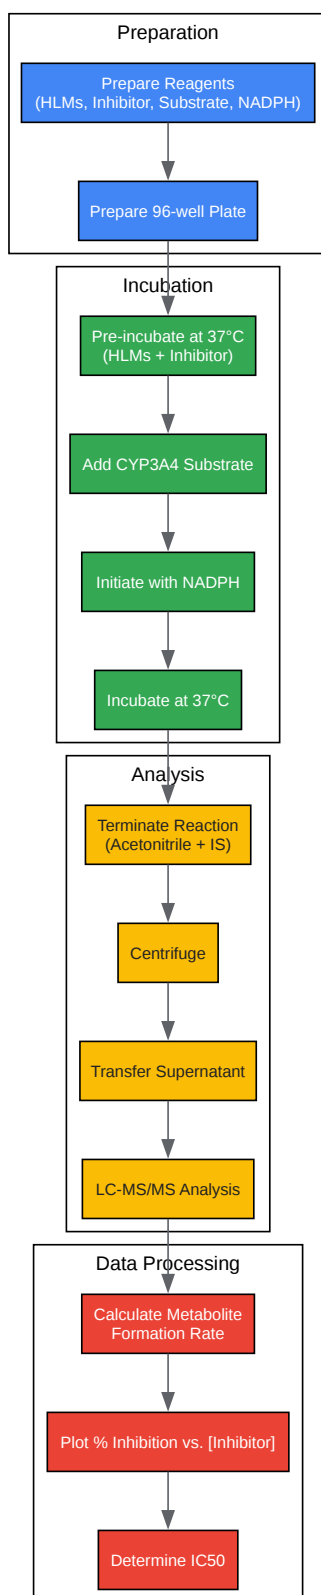 Preparation
Prepare Reagents
(HLMs, Inhibitor, Substrate, NADPH)
Prepare 96-well Plate
Incubation
Pre-incubate at 37°C
(HLMs + Inhibitor)
Add CYP3A4 Substrate
Initiate with NADPH
Incubate at 37°C
Analysis
Terminate Reaction
(Acetonitrile + IS)
Centrifuge
Transfer Supernatant
LC-MS/MS Analysis
Data Processing
Calculate Metabolite
Formation Rate
Plot % Inhibition vs. [Inhibitor]
Determine IC50